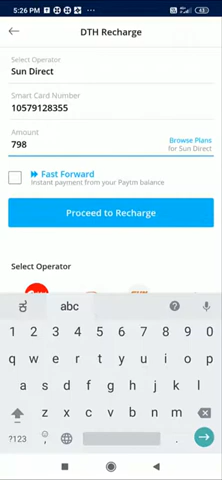 5:26 PM
43
DTH Recharge
Select Operator
Sun Direct
Smart Card Number
10579128355
Amount
798
Browse Plans
for Sun Direct
Fast Forward
Instant payment from your Paytm balance
Proceed to Recharge
Select Operator
abc
1 2 3 4 5 6 7 8 9 0
q w e r t y u i o p
a s d f g h j k l
z x c v b n m
?123 , .